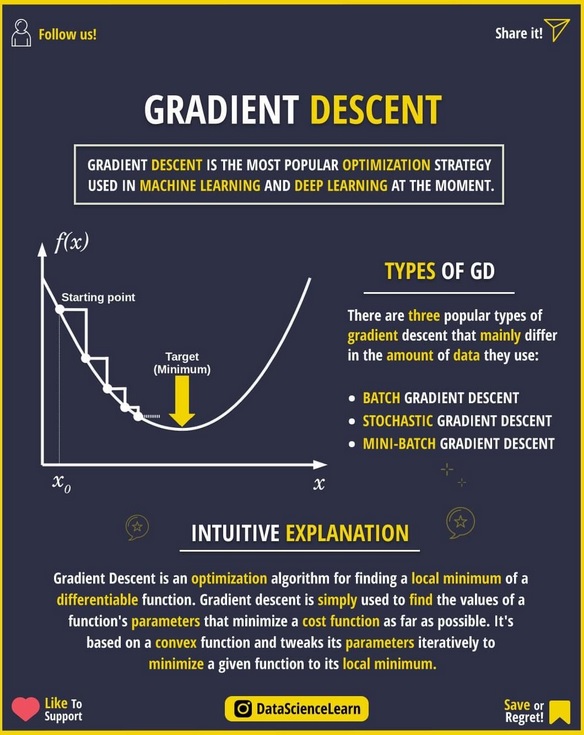 Follow us!
Share it!
GRADIENT DESCENT
GRADIENT DESCENT IS THE MOST POPULAR OPTIMIZATION STRATEGY
USED IN MACHINE LEARNING AND DEEP LEARNING AT THE MOMENT.
f(x)
Starting point
Target
(Minimum)
x0
x
TYPES OF GD
There are three popular types of
gradient descent that mainly differ
in the amount of data they use:
• BATCH GRADIENT DESCENT
• STOCHASTIC GRADIENT DESCENT
• MINI-BATCH GRADIENT DESCENT
INTUITIVE EXPLANATION
Gradient Descent is an optimization algorithm for finding a local minimum of a
differentiable function. Gradient descent is simply used to find the values of a
function's parameters that minimize a cost function as far as possible. It's
based on a convex function and tweaks its parameters iteratively to
minimize a given function to its local minimum.
Like To
Support
DataScienceLearn
Save or
Regret!